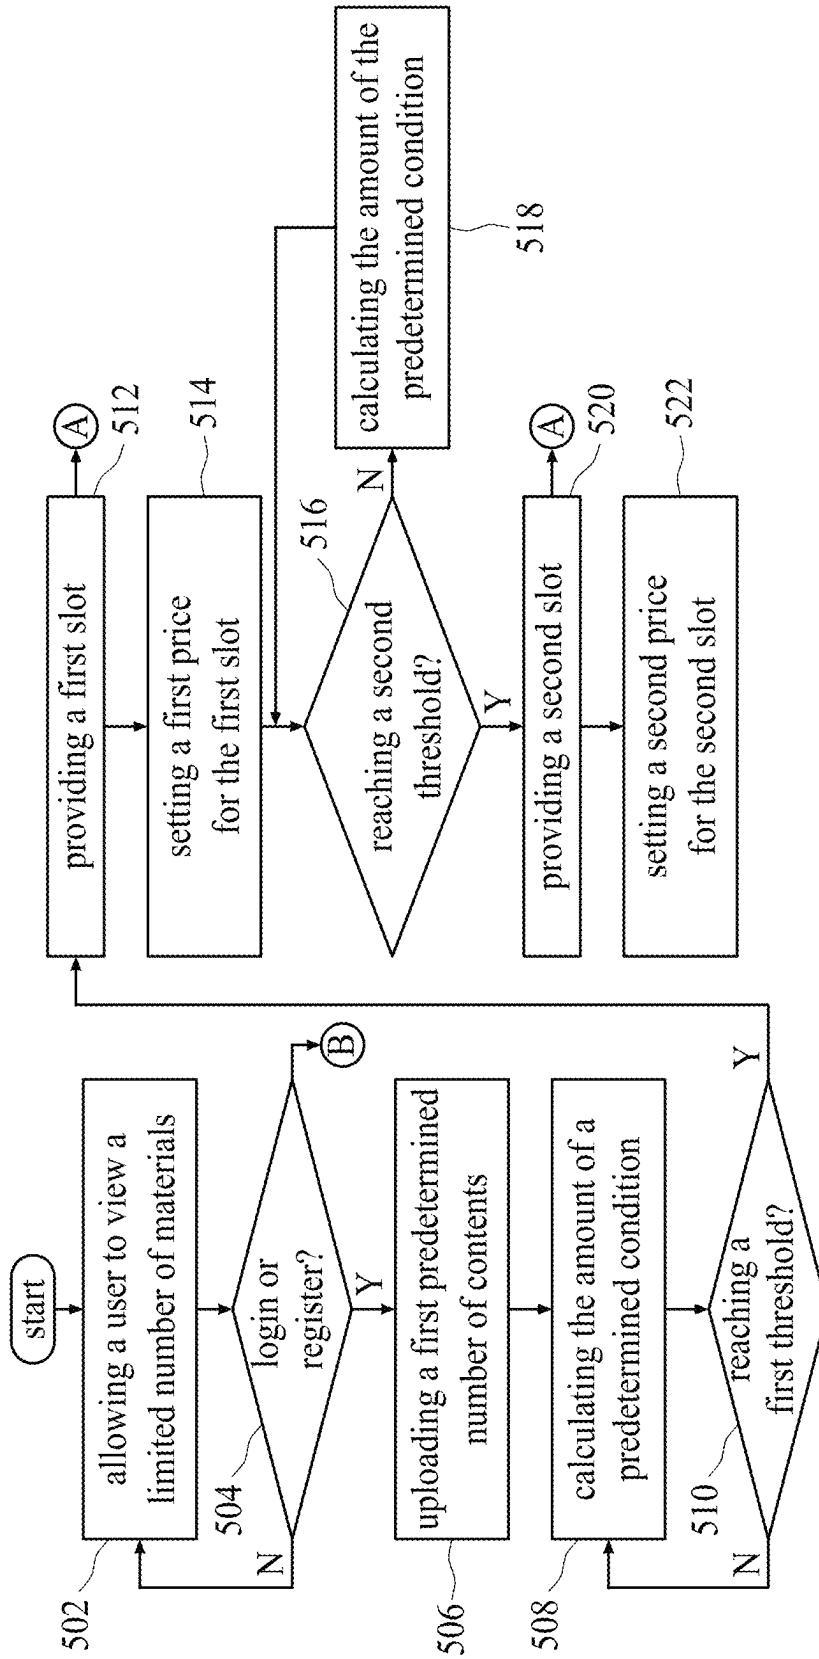 start
allowing a user to view a
limited number of materials
502
login or
register?
504
N
Y
B
uploading a first predetermined
number of contents
506
calculating the amount of a
predetermined condition
508
reaching a
first threshold?
510
N
Y
providing a first slot
A
512
setting a first price
for the first slot
514
reaching a second
threshold?
516
N
Y
calculating the amount of the
predetermined condition
518
providing a second slot
A
520
setting a second price
for the second slot
522